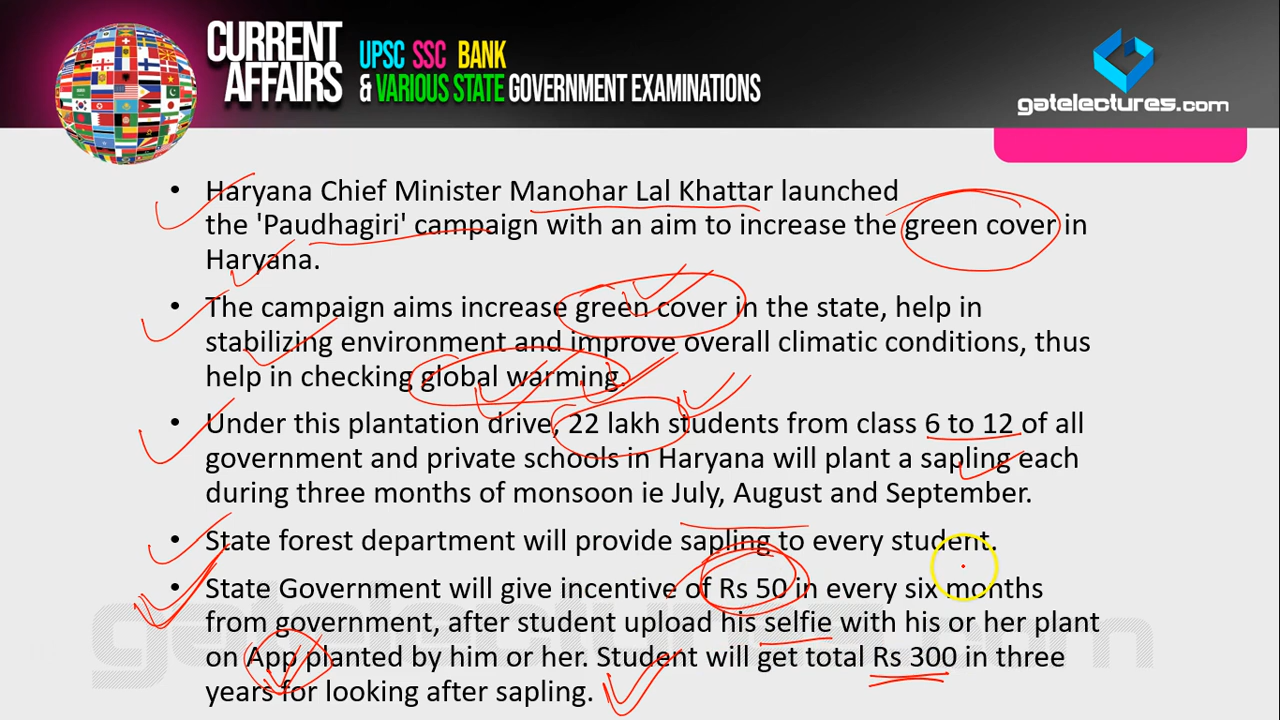 CURRENT
AFFAIRS
UPSC SSC BANK
& VARIOUS STATE GOVERNMENT EXAMINATIONS
gatelectures.com
• Haryana Chief Minister Manohar Lal Khattar launched
the 'Paudhagiri' campaign with an aim to increase the green cover in
Haryana.
• The campaign aims increase green cover in the state, help in
stabilizing environment and improve overall climatic conditions, thus
help in checking global warming.
• Under this plantation drive, 22 lakh students from class 6 to 12 of all
government and private schools in Haryana will plant a sapling each
during three months of monsoon ie July, August and September.
• State forest department will provide sapling to every student.
• State Government will give incentive of Rs 50 in every six months
from government, after student upload his selfie with his or her plant
on App planted by him or her. Student will get total Rs 300 in three
years for looking after sapling.
gatelectures.com